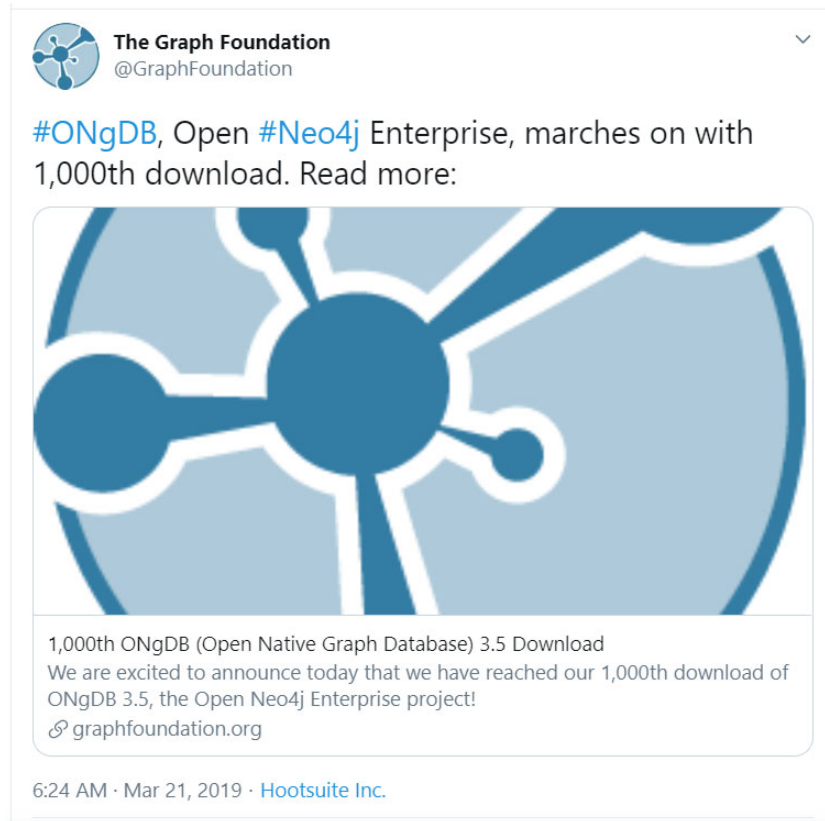 The Graph Foundation
@GraphFoundation
#ONgDB, Open #Neo4j Enterprise, marches on with
1,000th download. Read more:
1,000th ONgDB (Open Native Graph Database) 3.5 Download
We are excited to announce today that we have reached our 1,000th download of
ONgDB 3.5, the Open Neo4j Enterprise project!
graphfoundation.org
6:24 AM · Mar 21, 2019 · Hootsuite Inc.